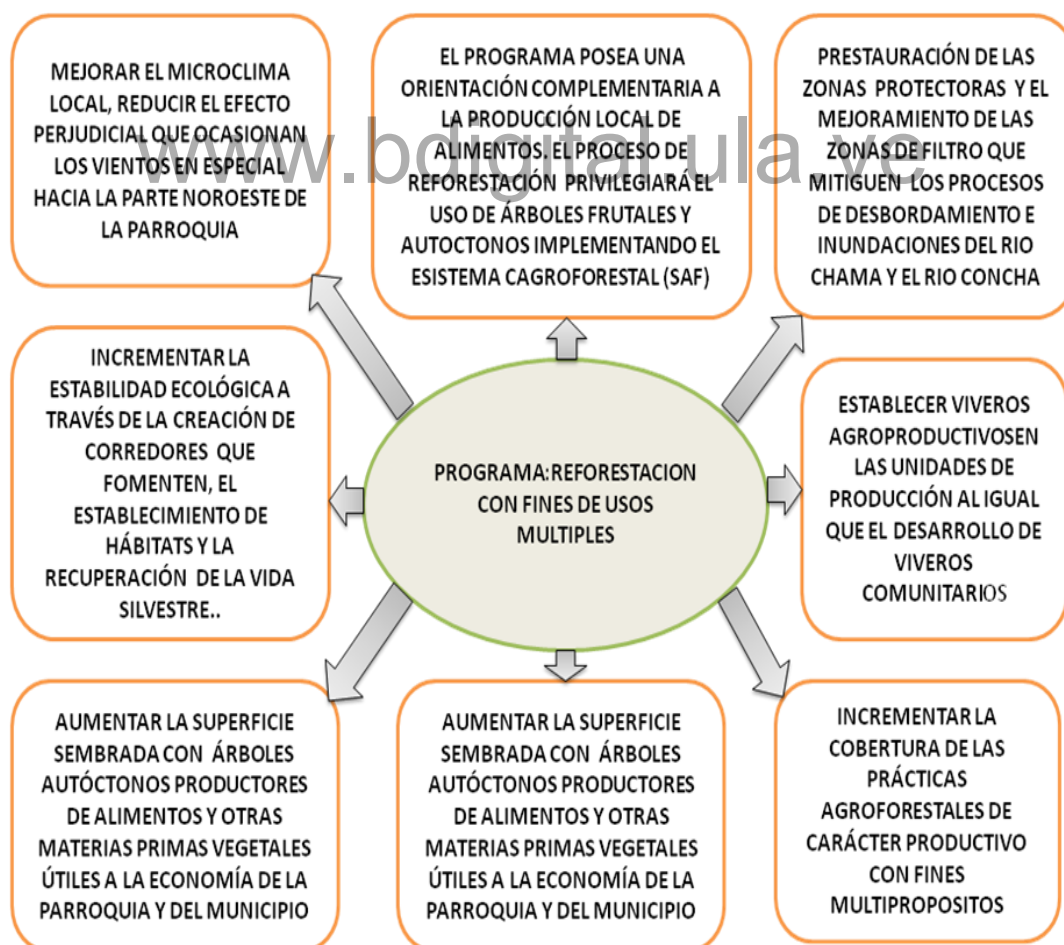 MEJORAR EL MICROCLIMA
LOCAL, REDUCIR EL EFECTO
PERJUDICIAL QUE OCASIONAN
LOS VIENTOS EN ESPECIAL
HACIA LA PARTE NOROESTE DE
LA PARROQUIA
EL PROGRAMA POSEA UNA
ORIENTACIÓN COMPLEMENTARIA A
LA PRODUCCIÓN LOCAL DE
ALIMENTOS. EL PROCESO DE
REFORESTACIÓN PRIVILEGIARÁ EL
USO DE ÁRBOLES FRUTALES Y
AUTOCTONOS IMPLEMENTANDO EL
ESISTEMA CAGROFORESTAL (SAF)
PRESTAURACIÓN DE LAS
ZONAS PROTECTORAS Y EL
MEJORAMIENTO DE LAS
ZONAS DE FILTRO QUE
MITIGUEN LOS PROCESOS
DE DESBORDAMIENTO E
INUNDACIONES DEL RIO
CHAMA Y EL RIO CONCHA
www.bdigital.ula.ve
INCREMENTAR LA
ESTABILIDAD ECOLÓGICA A
TRAVÉS DE LA CREACIÓN DE
CORREDORES QUE
FOMENTEN, EL
ESTABLECIMIENTO DE
HÁBITATS Y LA
RECUPERACIÓN DE LA VIDA
SILVESTRE..
PROGRAMA:REFORESTACION
CON FINES DE USOS
MULTIPLES
ESTABLECER VIVEROS
AGROPRODUCTIVOSEN
LAS UNIDADES DE
PRODUCCIÓN AL IGUAL
QUE EL DESARROLLO DE
VIVEROS
COMUNITARIOS
AUMENTAR LA SUPERFICIE
SEMBRADA CON ÁRBOLES
AUTÓCTONOS PRODUCTORES
DE ALIMENTOS Y OTRAS
MATERIAS PRIMAS VEGETALES
ÚTILES A LA ECONOMÍA DE LA
PARROQUIA Y DEL MUNICIPIO
AUMENTAR LA SUPERFICIE
SEMBRADA CON ÁRBOLES
AUTÓCTONOS PRODUCTORES
DE ALIMENTOS Y OTRAS
MATERIAS PRIMAS VEGETALES
ÚTILES A LA ECONOMÍA DE LA
PARROQUIA Y DEL MUNICIPIO
INCREMENTAR LA
COBERTURA DE LAS
PRÁCTICAS
AGROFORESTALES DE
CARÁCTER PRODUCTIVO
CON FINES
MULTIPROPOSITOS